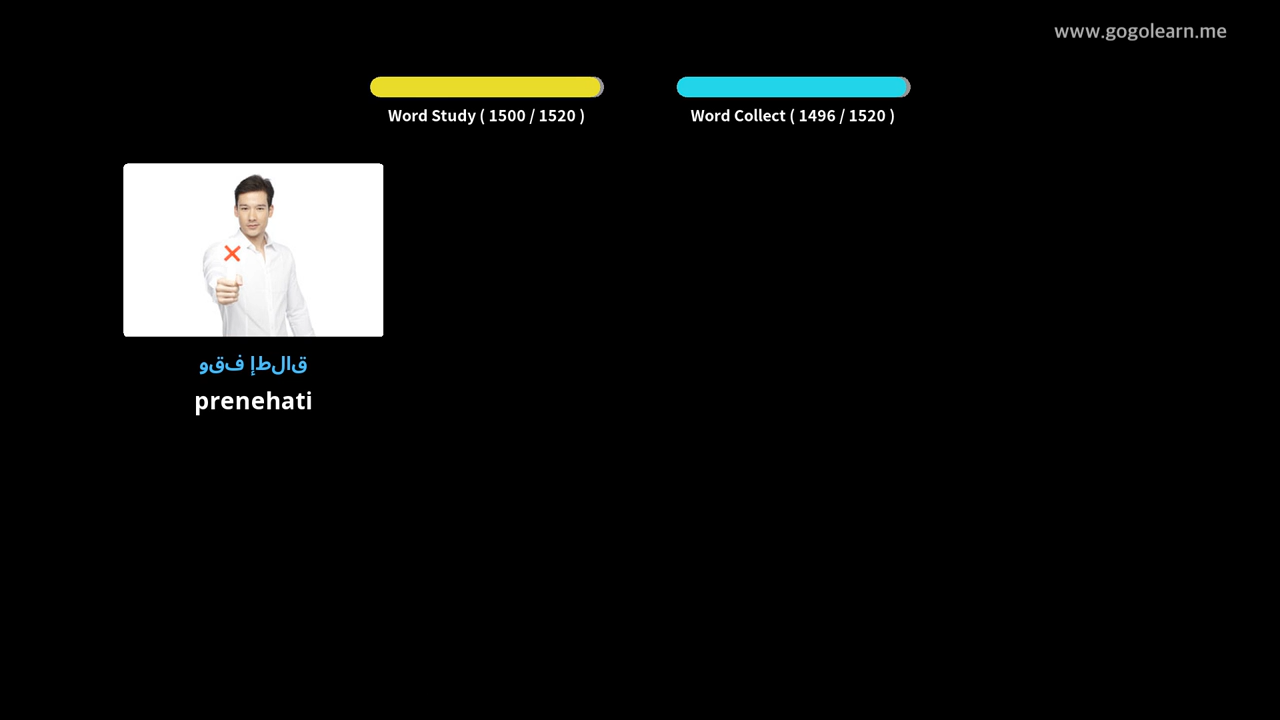 www.gogolearn.me
Word Study ( 1500 / 1520 )
Word Collect ( 1496 / 1520 )
قالطإ فقو
prenehati